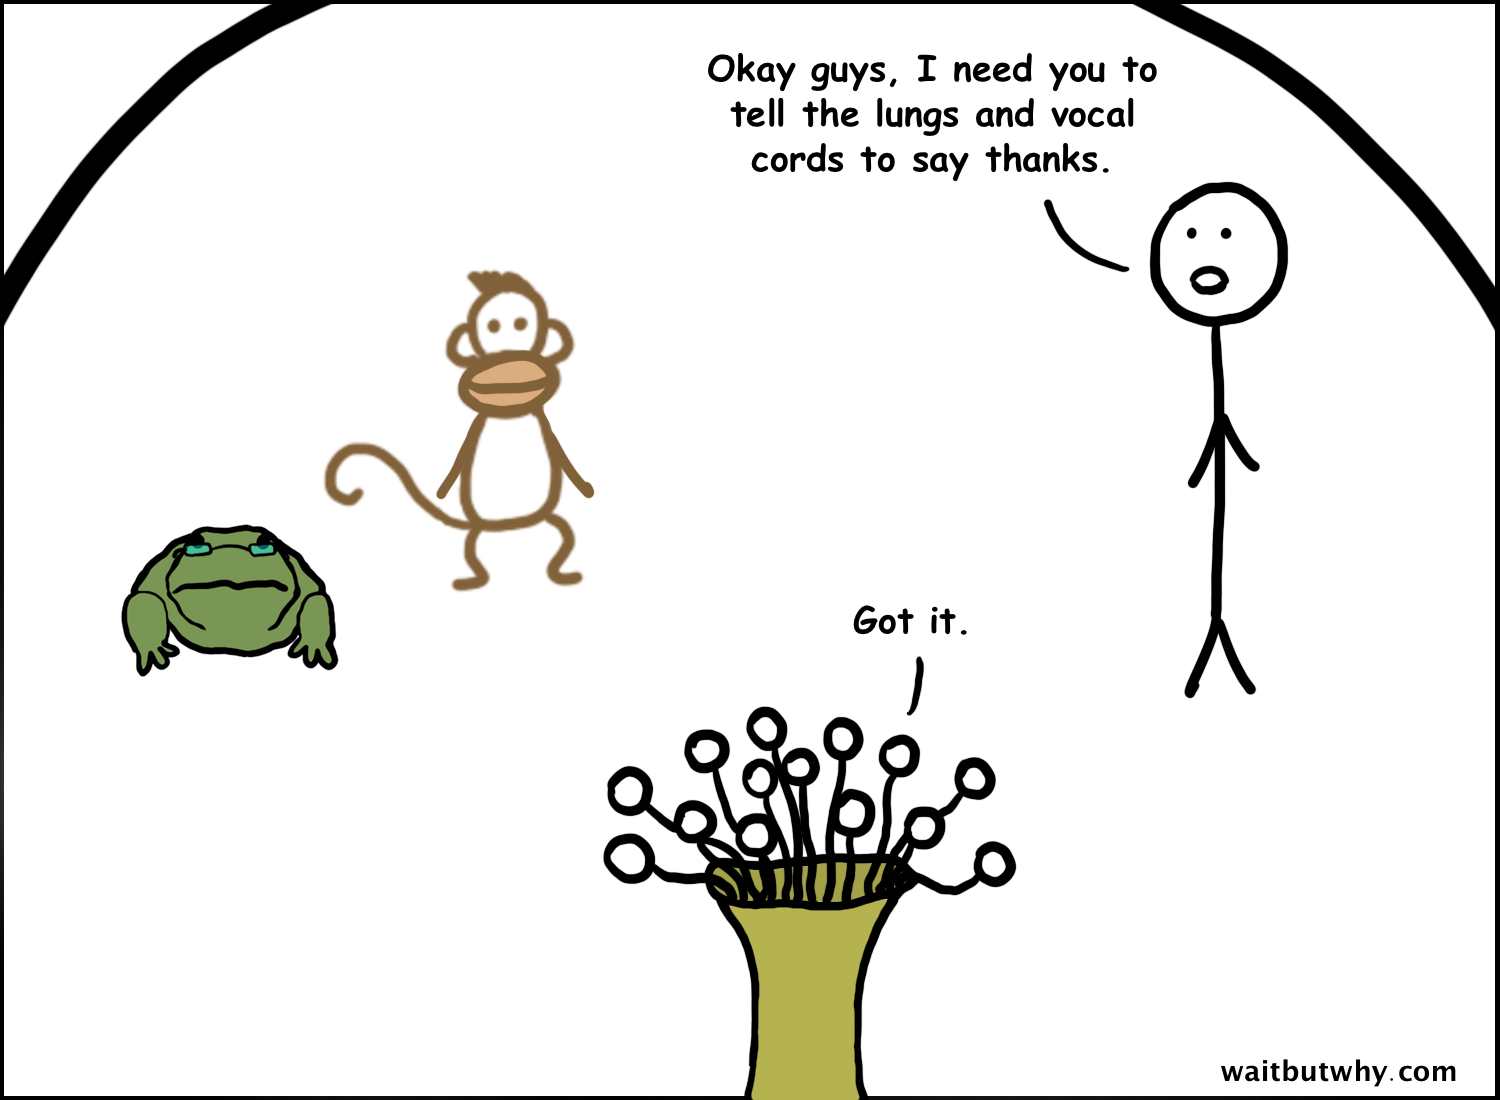 Okay guys, I need you to
tell the lungs and vocal
cords to say thanks.
Got it.
waitbutwhy.com